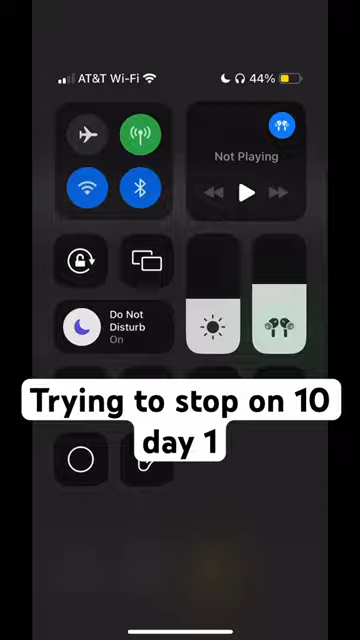 AT&T Wi-Fi 44%
Not Playing
Do Not
Disturb
On
Trying to stop on 10
day 1